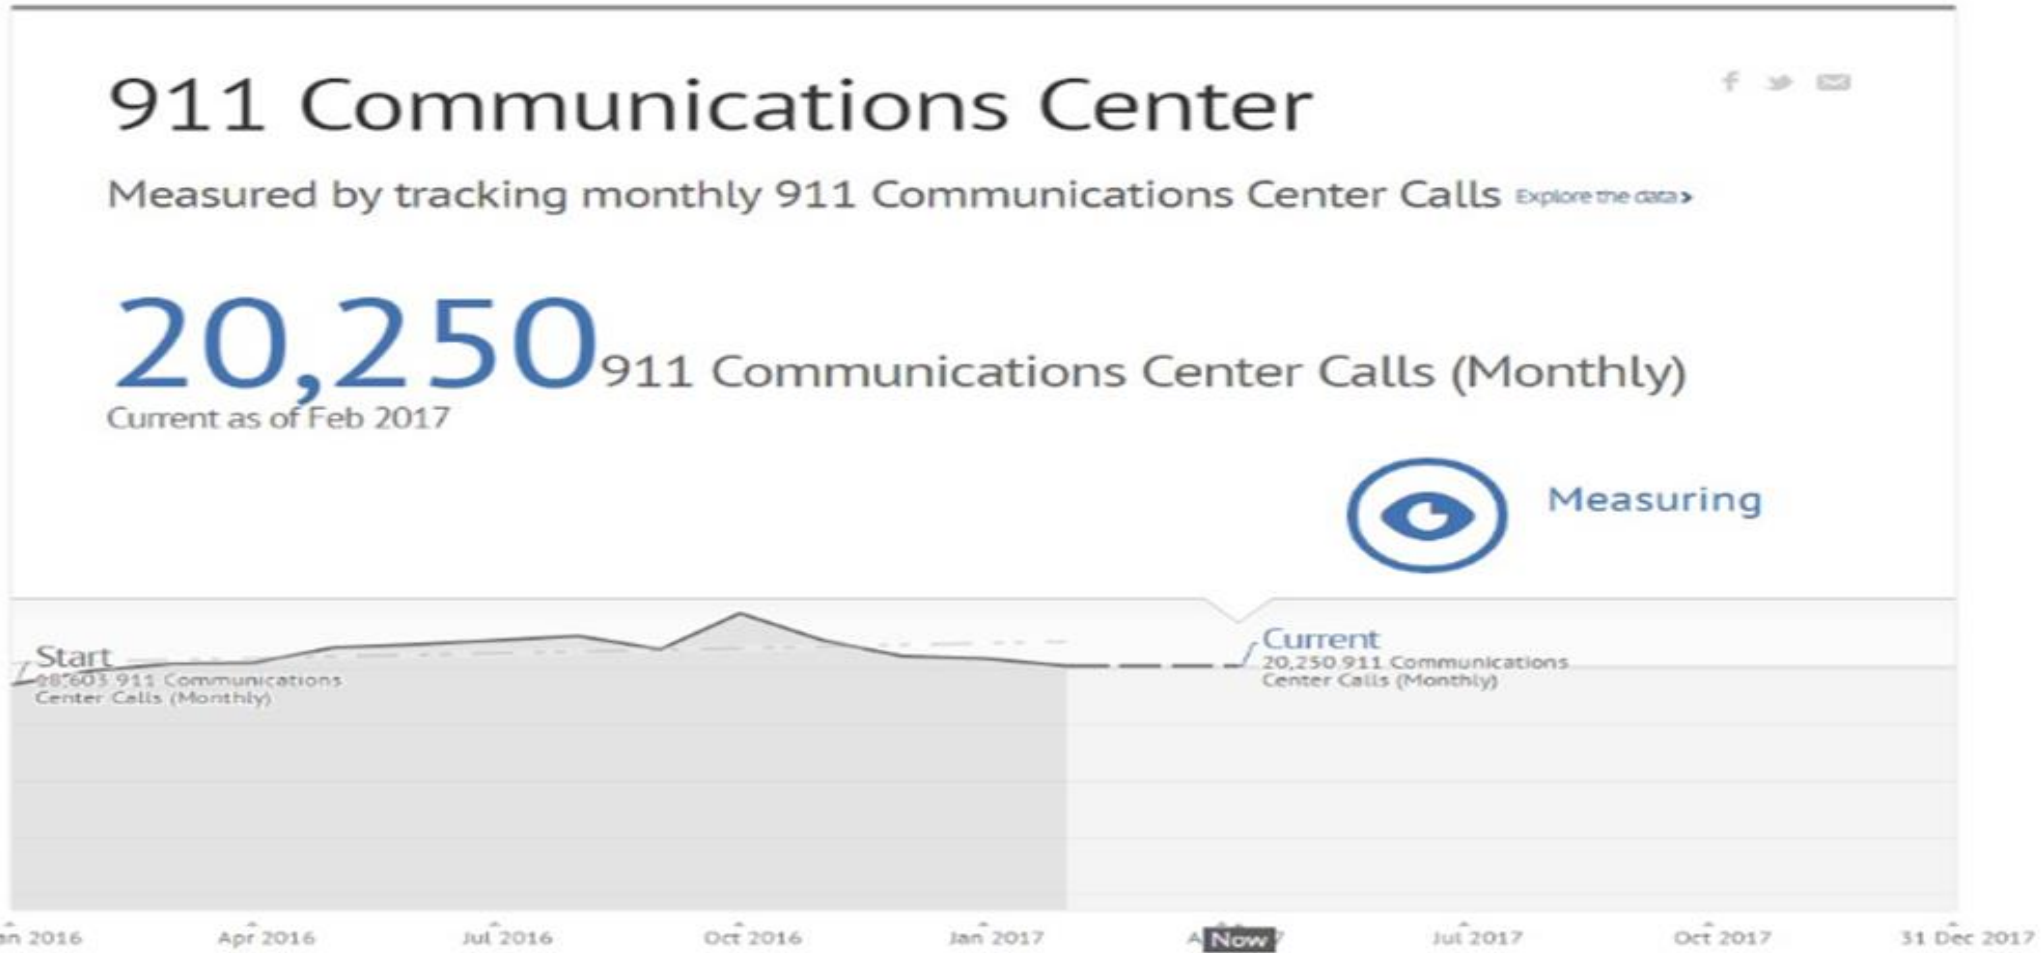 911 Communications Center
Measured by tracking monthly 911 Communications Center Calls Explore the data
20,250 911 Communications Center Calls (Monthly)
Current as of Feb 2017
Measuring
Start
911 Communications
Center Calls (Monthly)
Current
20,250 911 Communications
Center Calls (Monthly)
an 2016 Apr 2016 Jul 2016 Oct 2016 Jan 2017 Now Jul 2017 Oct 2017 31 Dec 2017